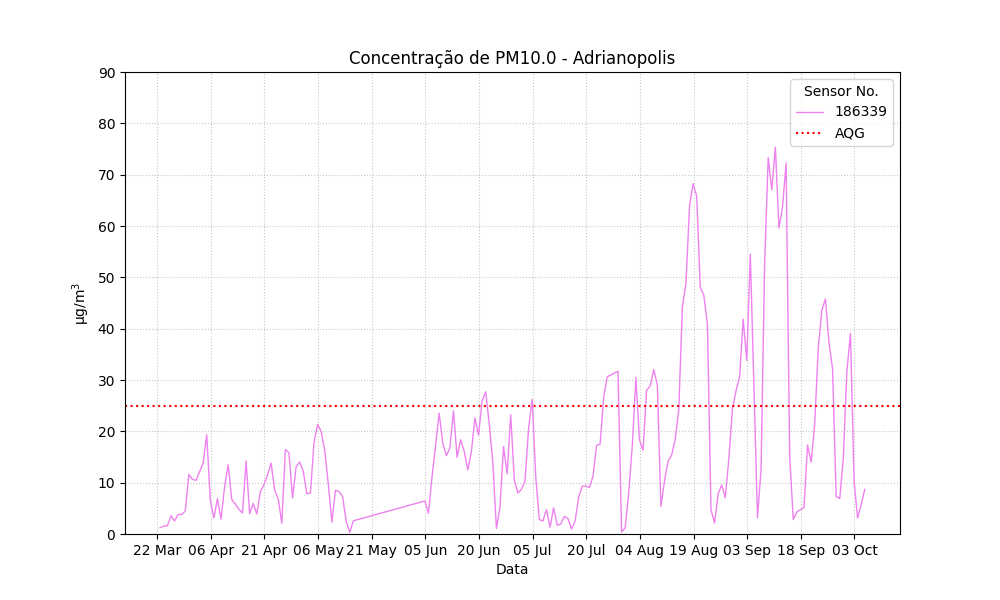 Concentração de PM10.0 - Adrianopolis
Sensor No.
186339
AQG
90
80
70
60
50
40
30
20
10
0
µg/m³
22 Mar 06 Apr 21 Apr 06 May 21 May 05 Jun 20 Jun 05 Jul 20 Jul 04 Aug 19 Aug 03 Sep 18 Sep 03 Oct
Data